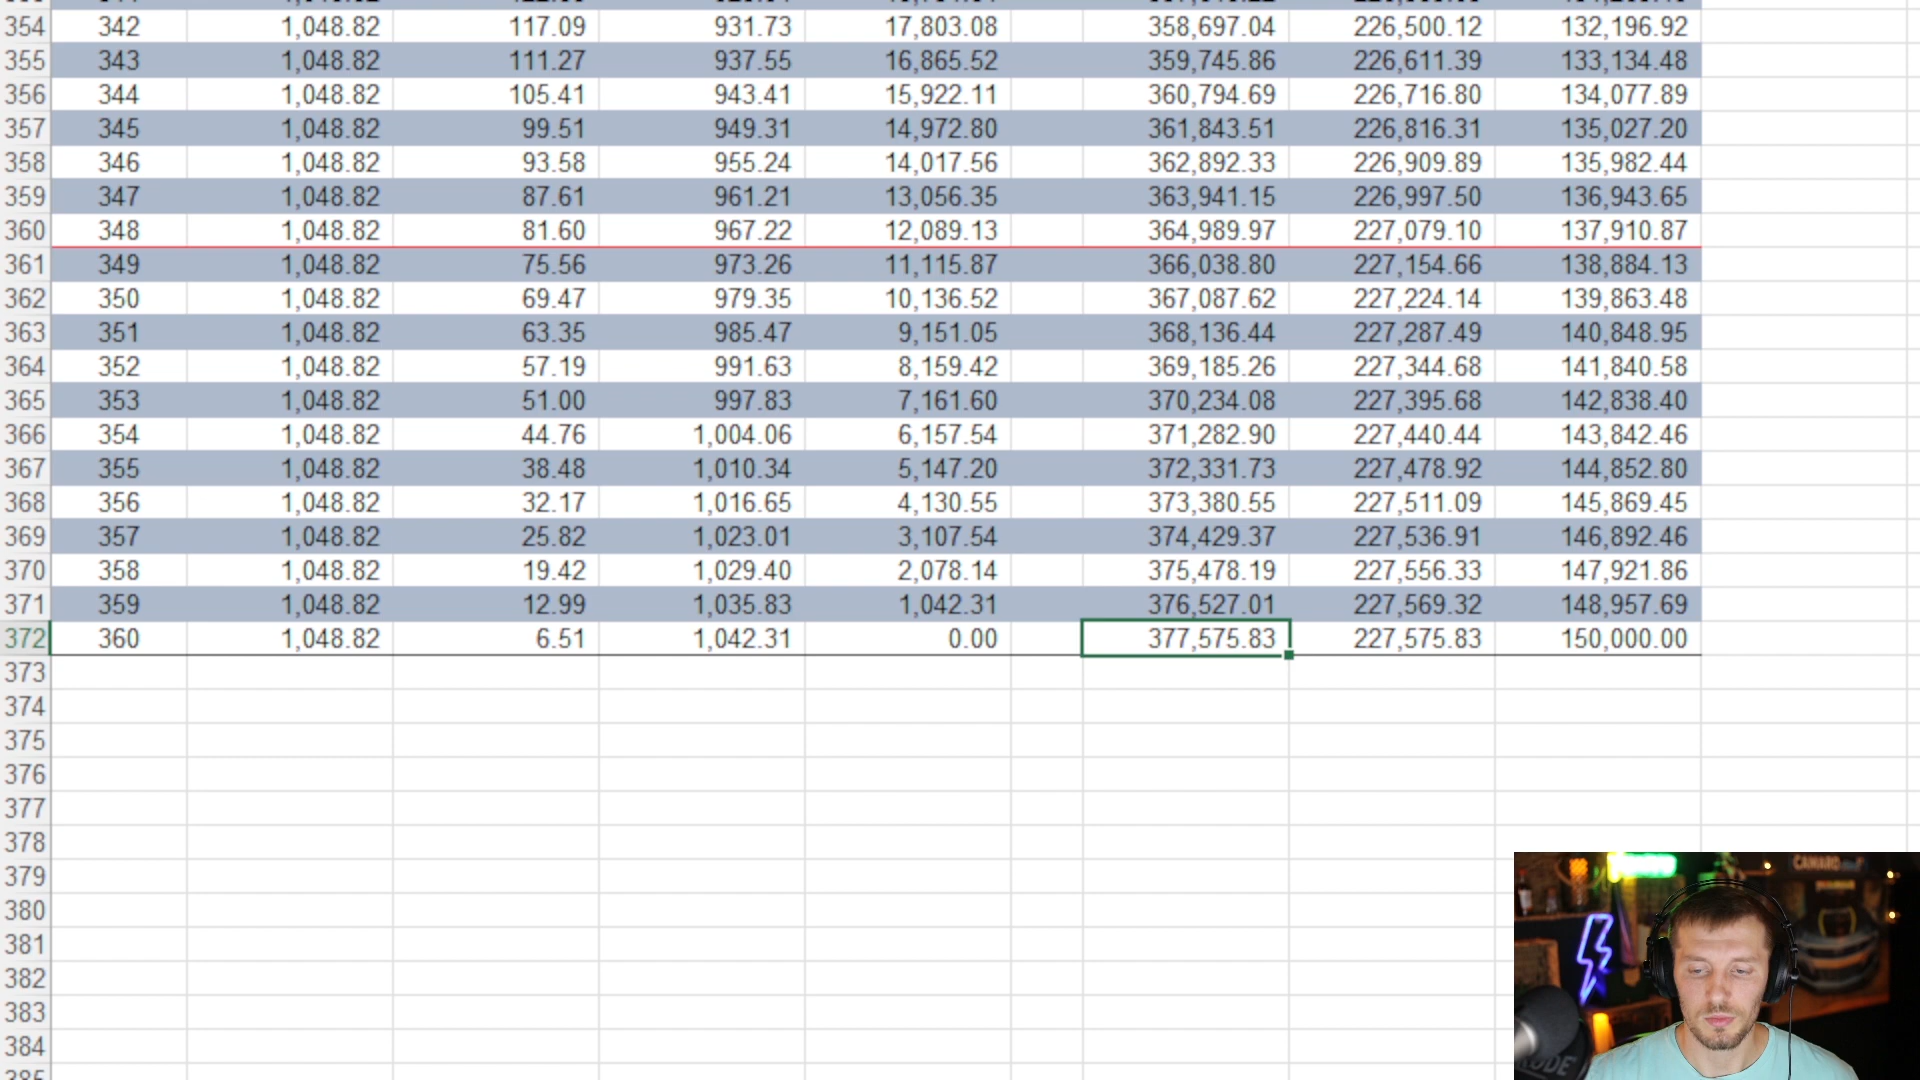 354 342 1,048.82 117.09 931.73 17,803.08 358,697.04 226,500.12 132,196.92
355 343 1,048.82 111.27 937.55 16,865.52 359,745.86 226,611.39 133,134.48
356 344 1,048.82 105.41 943.41 15,922.11 360,794.69 226,716.80 134,077.89
357 345 1,048.82 99.51 949.31 14,972.80 361,843.51 226,816.31 135,027.20
358 346 1,048.82 93.58 955.24 14,017.56 362,892.33 226,909.89 135,982.44
359 347 1,048.82 87.61 961.21 13,056.35 363,941.15 226,997.50 136,943.65
360 348 1,048.82 81.60 967.22 12,089.13 364,989.97 227,079.10 137,910.87
361 349 1,048.82 75.56 973.26 11,115.87 366,038.80 227,154.66 138,884.13
362 350 1,048.82 69.47 979.35 10,136.52 367,087.62 227,224.14 139,863.48
363 351 1,048.82 63.35 985.47 9,151.05 368,136.44 227,287.49 140,848.95
364 352 1,048.82 57.19 991.63 8,159.42 369,185.26 227,344.68 141,840.58
365 353 1,048.82 51.00 997.83 7,161.60 370,234.08 227,395.68 142,838.40
366 354 1,048.82 44.76 1,004.06 6,157.54 371,282.90 227,440.44 143,842.46
367 355 1,048.82 38.48 1,010.34 5,147.20 372,331.73 227,478.92 144,852.80
368 356 1,048.82 32.17 1,016.65 4,130.55 373,380.55 227,511.09 145,869.45
369 357 1,048.82 25.82 1,023.01 3,107.54 374,429.37 227,536.91 146,892.46
370 358 1,048.82 19.42 1,029.40 2,078.14 375,478.19 227,556.33 147,921.86
371 359 1,048.82 12.99 1,035.83 1,042.31 376,527.01 227,569.32 148,957.69
372 360 1,048.82 6.51 1,042.31 0.00 377,575.83 227,575.83 150,000.00
373
374
375
376
377
378
379
380
381
382
383
384
CAMARO